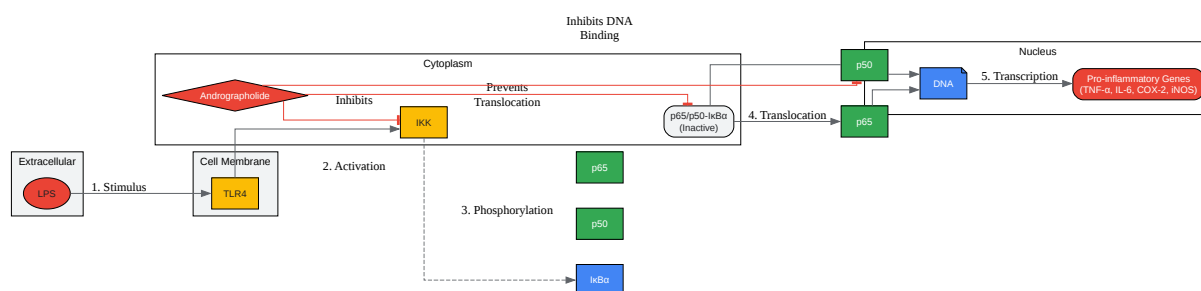 Inhibits DNA
Binding
Cytoplasm
Nucleus
p50
Andrographolide
Inhibits
Prevents
Translocation
IKK
p65/p50-IκBα
(Inactive)
4. Translocation
p65
DNA
5. Transcription
Pro-inflamatory Genes
(TNF-α, IL-6, COX-2, iNOS)
Extracellular
LPS
1. Stimulus
Cell Membrane
TLR4
2. Activation
p65
3. Phosphorylation
p50
IκBα